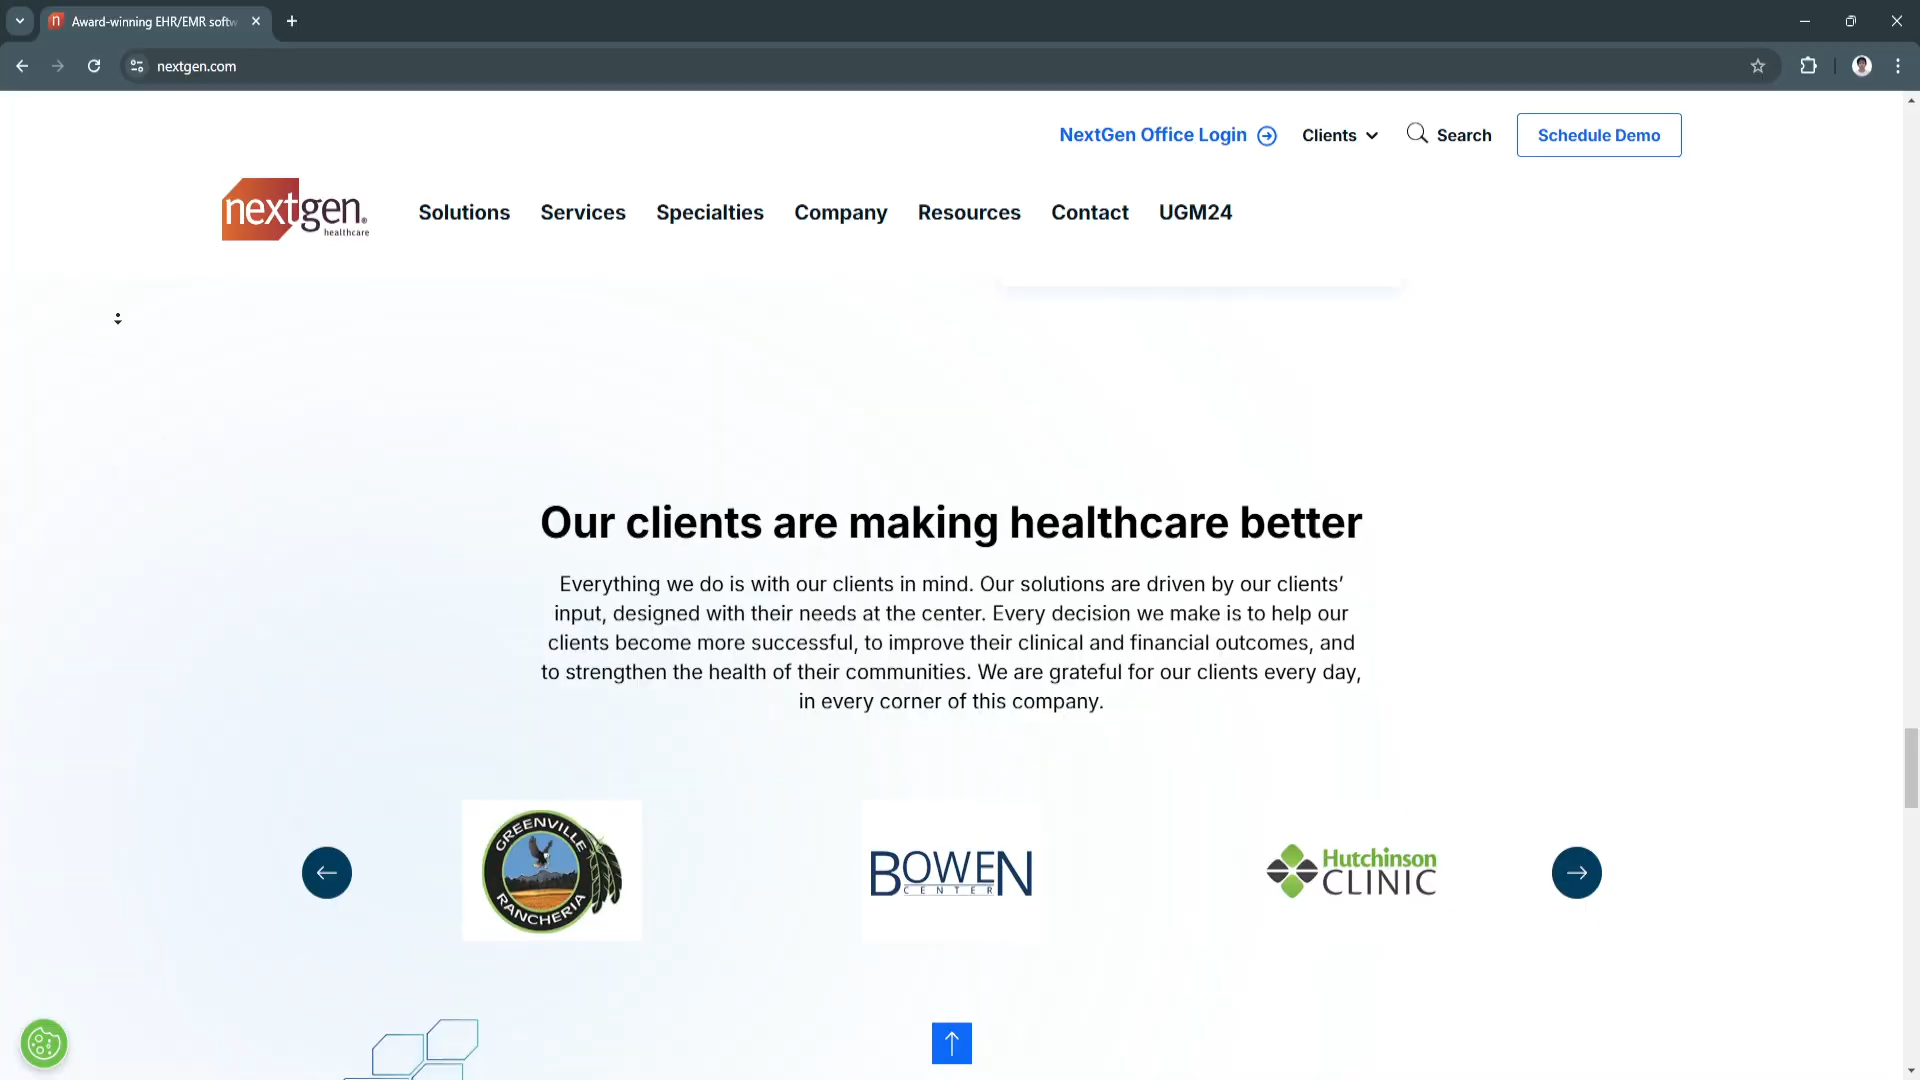 Award-winning EHR/EMR softw
nextgen.com
NextGen Office Login
Clients
Search
Schedule Demo
nextgen®
healthcare
Solutions
Services
Specialties
Company
Resources
Contact
UGM24
Our clients are making healthcare better
Everything we do is with our clients in mind. Our solutions are driven by our clients’
input, designed with their needs at the center. Every decision we make is to help our
clients become more successful, to improve their clinical and financial outcomes, and
to strengthen the health of their communities. We are grateful for our clients every day,
in every corner of this company.
GREENVILLE
RANCHERIA
BOWEN
CENTER
Hutchinson
CLINIC